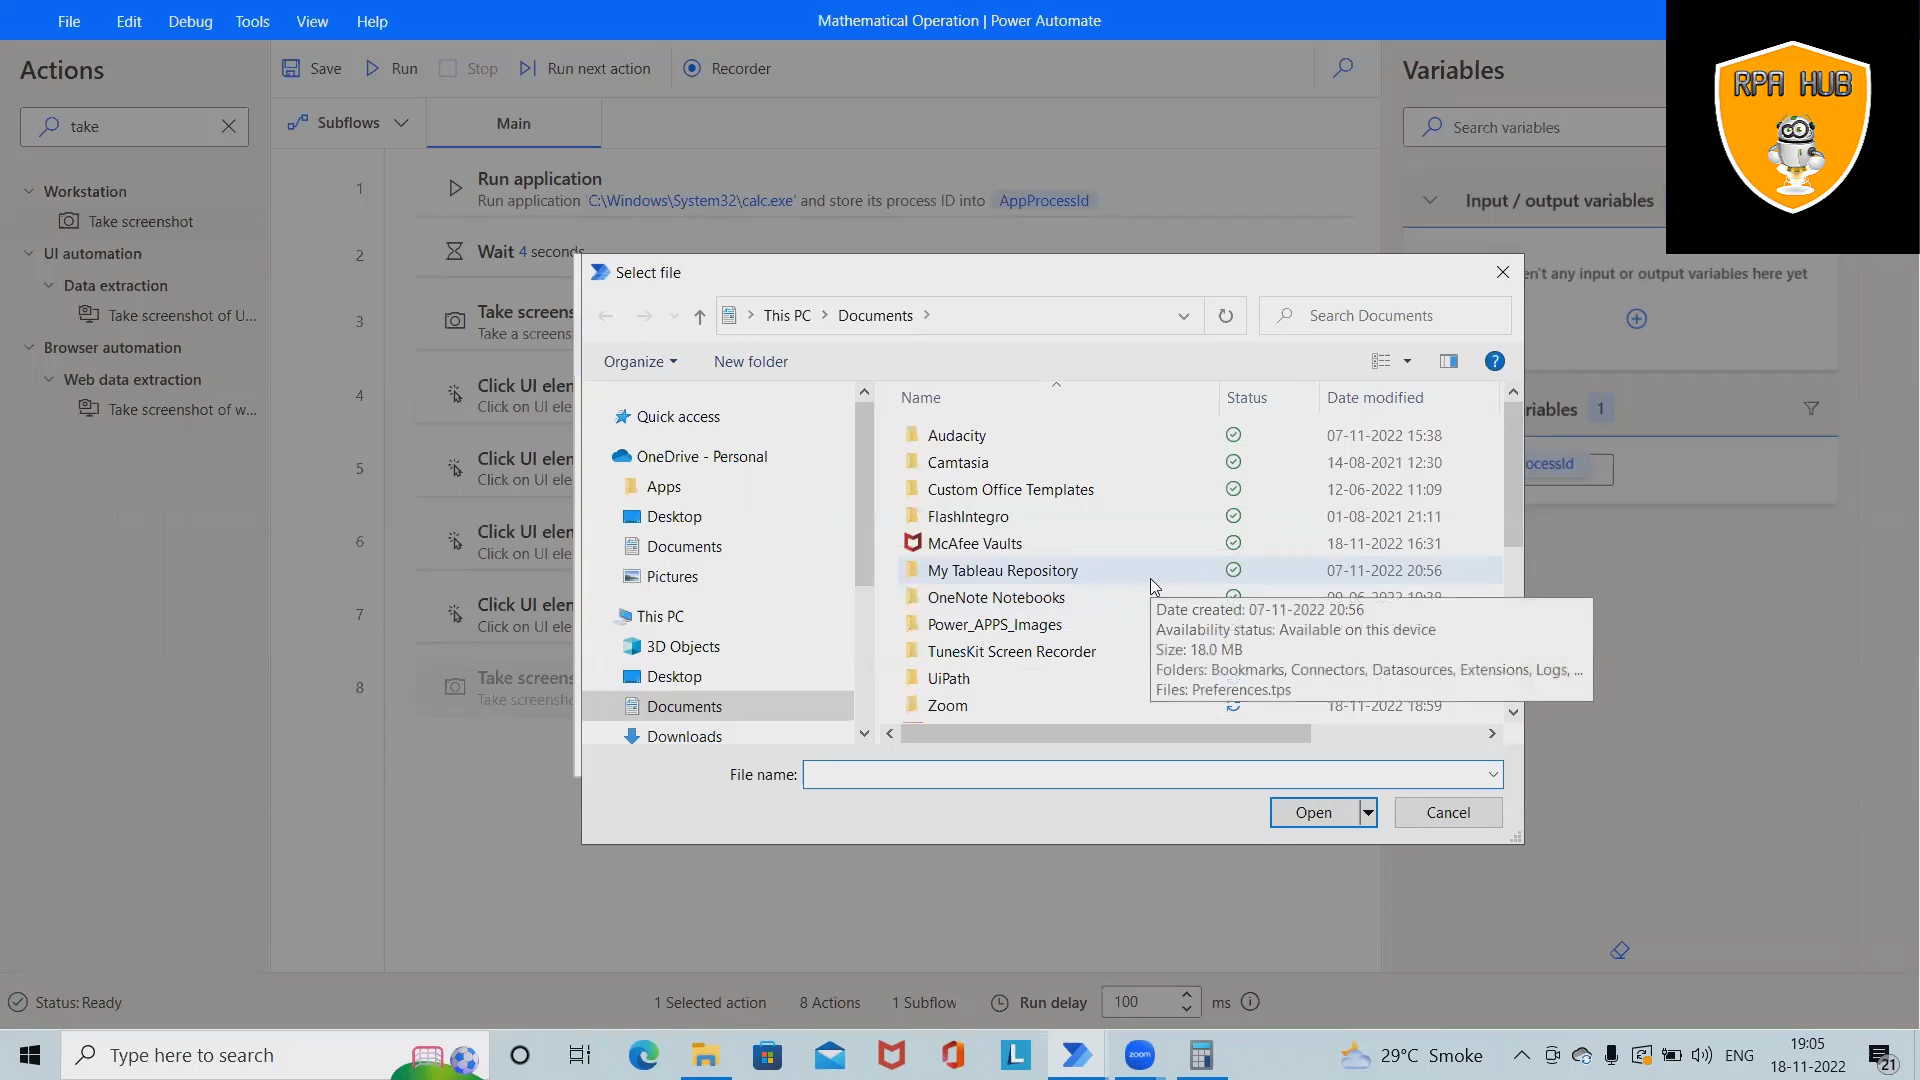 File Edit Debug Tools View Help
Mathematical Operation | Power Automate
RPA HUB
Actions
Save Run Stop Run next action Recorder
Variables
take
Subflows
Main
Search variables
Workstation
Take screenshot
UI automation
Data extraction
Take screenshot of U...
Browser automation
Web data extraction
Take screenshot of w...
1
Run application
Run application 'C:\Windows\System32\calc.exe' and store its process ID into AppProcessId
2
Wait 4 seconds
3
Take screens
Take a screens
4
Click UI elen
Click on UI ele
5
Click UI elen
Click on UI ele
6
Click UI elen
Click on UI ele
7
Click UI elen
Click on UI ele
8
Take screens
Take screensh
Input / output variables
n't any input or output variables here yet
riables 1
ocessId
Select file
This PC > Documents >
Search Documents
Organize New folder
Quick access
OneDrive - Personal
Apps
Desktop
Documents
Pictures
This PC
3D Objects
Desktop
Documents
Downloads
Name Status Date modified
Audacity 07-11-2022 15:38
Camtasia 14-08-2021 12:30
Custom Office Templates 12-06-2022 11:09
FlashIntegro 01-08-2021 21:11
McAfee Vaults 18-11-2022 16:31
My Tableau Repository 07-11-2022 20:56
OneNote Notebooks
Power_APPS_Images
TunesKit Screen Recorder
UiPath
Zoom 18-11-2022 18:59
Date created: 07-11-2022 20:56
Availability status: Available on this device
Size: 18.0 MB
Folders: Bookmarks, Connectors, Datasources, Extensions, Logs, ...
Files: Preferences.tps
File name:
Open Cancel
Status: Ready
1 Selected action 8 Actions 1 Subflow Run delay 100 ms
Type here to search
L
zoom
29°C Smoke
ENG
19:05
18-11-2022
21